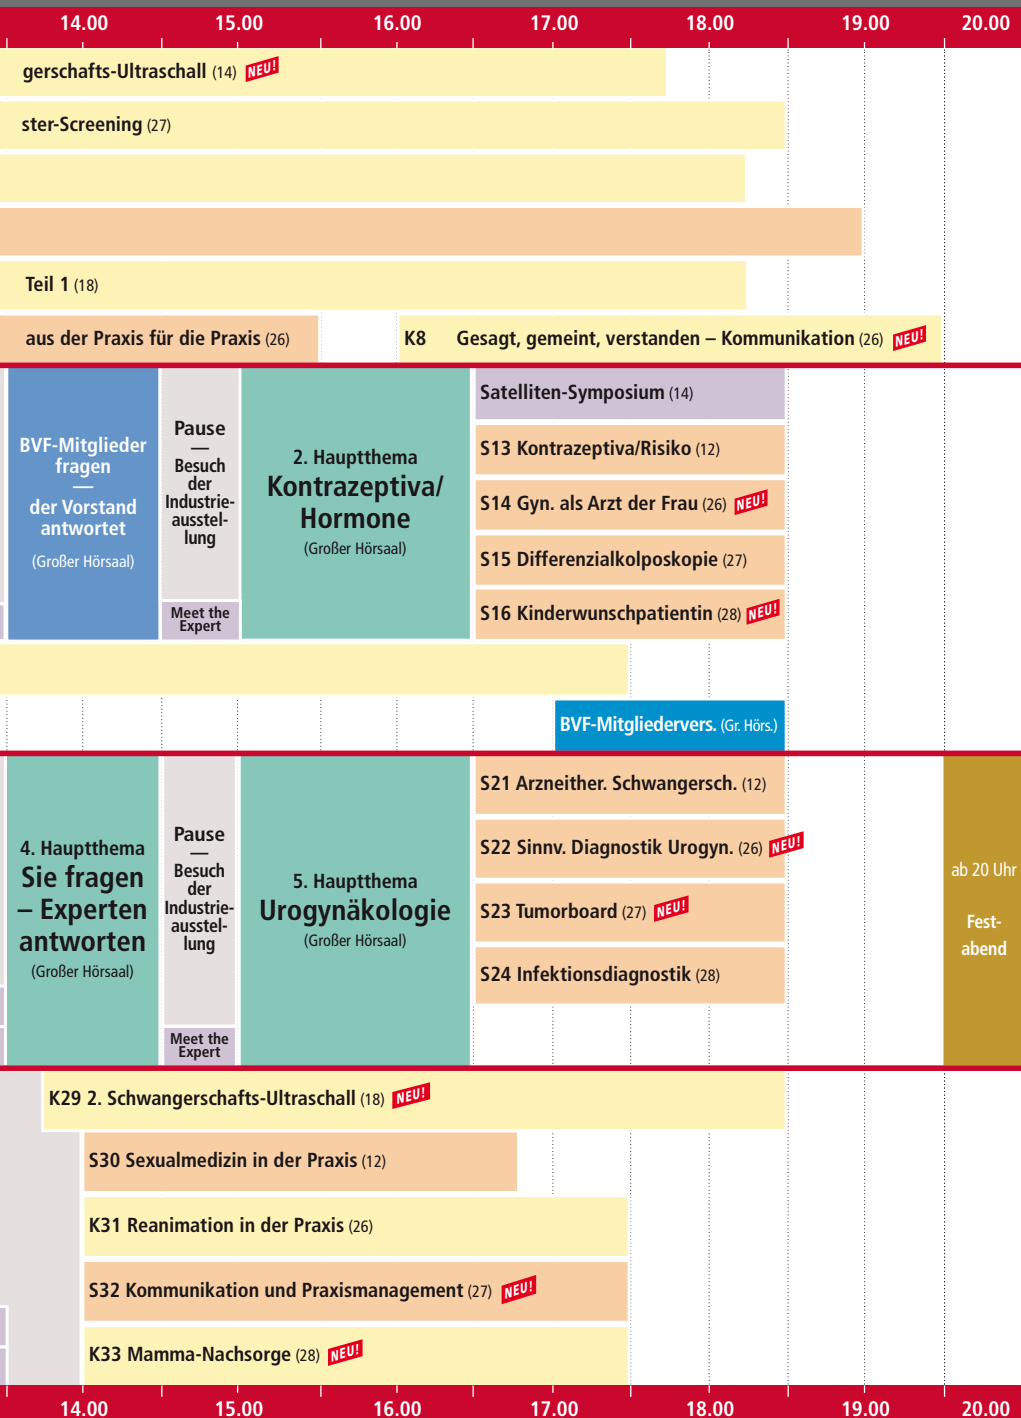 14.00 15.00 16.00 17.00 18.00 19.00 20.00
gerschafts-Ultraschall (14) NEU!
ster-Screening (27)
Teil 1 (18)
aus der Praxis für die Praxis (26)
K8 Gesagt, gemeint, verstanden – Kommunikation (26) NEU!
BVF-Mitglieder
fragen
—
der Vorstand
antwortet
(Großer Hörsaal)
Pause
—
Besuch
der
Industrie-
ausstel-
lung
Meet the
Expert
2. Hauptthema
Kontrazeptiva/
Hormone
(Großer Hörsaal)
Satelliten-Symposium (14)
S13 Kontrazeptiva/Risiko (12)
S14 Gyn. als Arzt der Frau (26) NEU!
S15 Differenzialkolposkopie (27)
S16 Kinderwunschpatientin (28) NEU!
BVF-Mitgliedervers. (Gr. Hörs.)
4. Hauptthema
Sie fragen
– Experten
antworten
(Großer Hörsaal)
Pause
—
Besuch
der
Industrie-
ausstel-
lung
Meet the
Expert
5. Hauptthema
Urogynäkologie
(Großer Hörsaal)
S21 Arzneither. Schwangersch. (12)
S22 Sinnv. Diagnostik Urogyn. (26) NEU!
S23 Tumorboard (27) NEU!
S24 Infektionsdiagnostik (28)
ab 20 Uhr
Fest-
abend
K29 2. Schwangerschafts-Ultraschall (18) NEU!
S30 Sexualmedizin in der Praxis (12)
K31 Reanimation in der Praxis (26)
S32 Kommunikation und Praxismanagement (27) NEU!
K33 Mamma-Nachsorge (28) NEU!
14.00 15.00 16.00 17.00 18.00 19.00 20.00